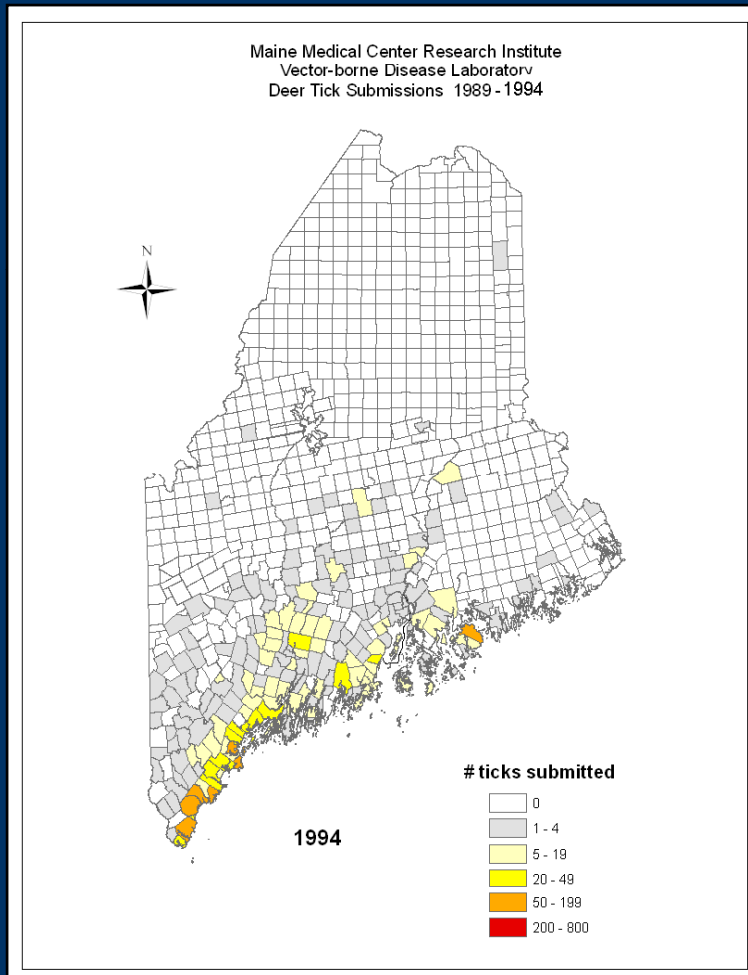 Maine Medical Center Research Institute
Vector-borne Disease Laboratory
Deer Tick Submissions 1989 - 1994
N
# ticks submitted
0
1 - 4
5 - 19
20 - 49
50 - 199
200 - 800
1994